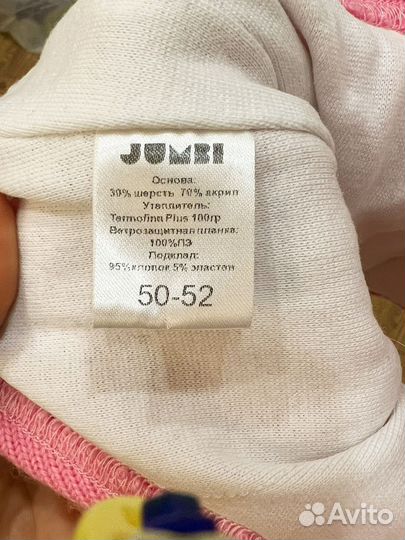 JUMBI
Основа:
30% шерсть 70% акрил
Утеплитель:
Termofina Plus 100гр
Ветрозащитная планка:
100%ПЭ
Подклад:
95%хлопок 5% эластан
50-52
Avito